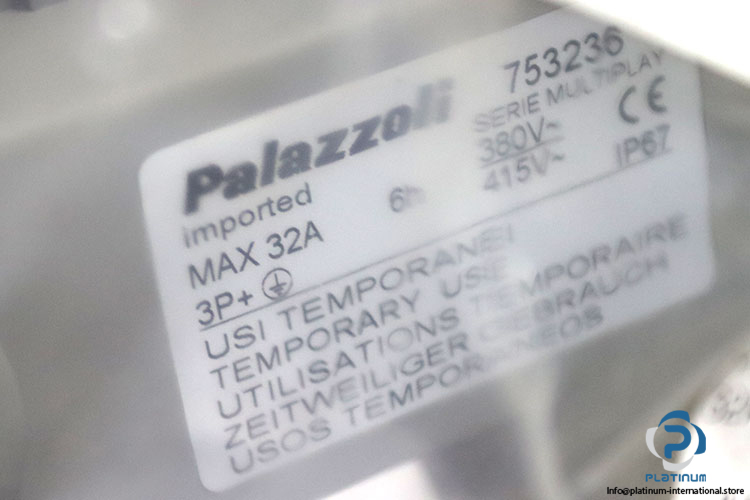 Palazzoli
753236
SERIE MULTIPLAY
imported
6h
380V~
415V~
CE
IP67
MAX 32A
3P+
USI TEMPORANEI
TEMPORARY USE
UTILISATIONS TEMPORAIRE
ZEITWEILIGER GEBRAUCH
USOS TEMPORANEOS
PLATINUM
Info@platinum-international.store